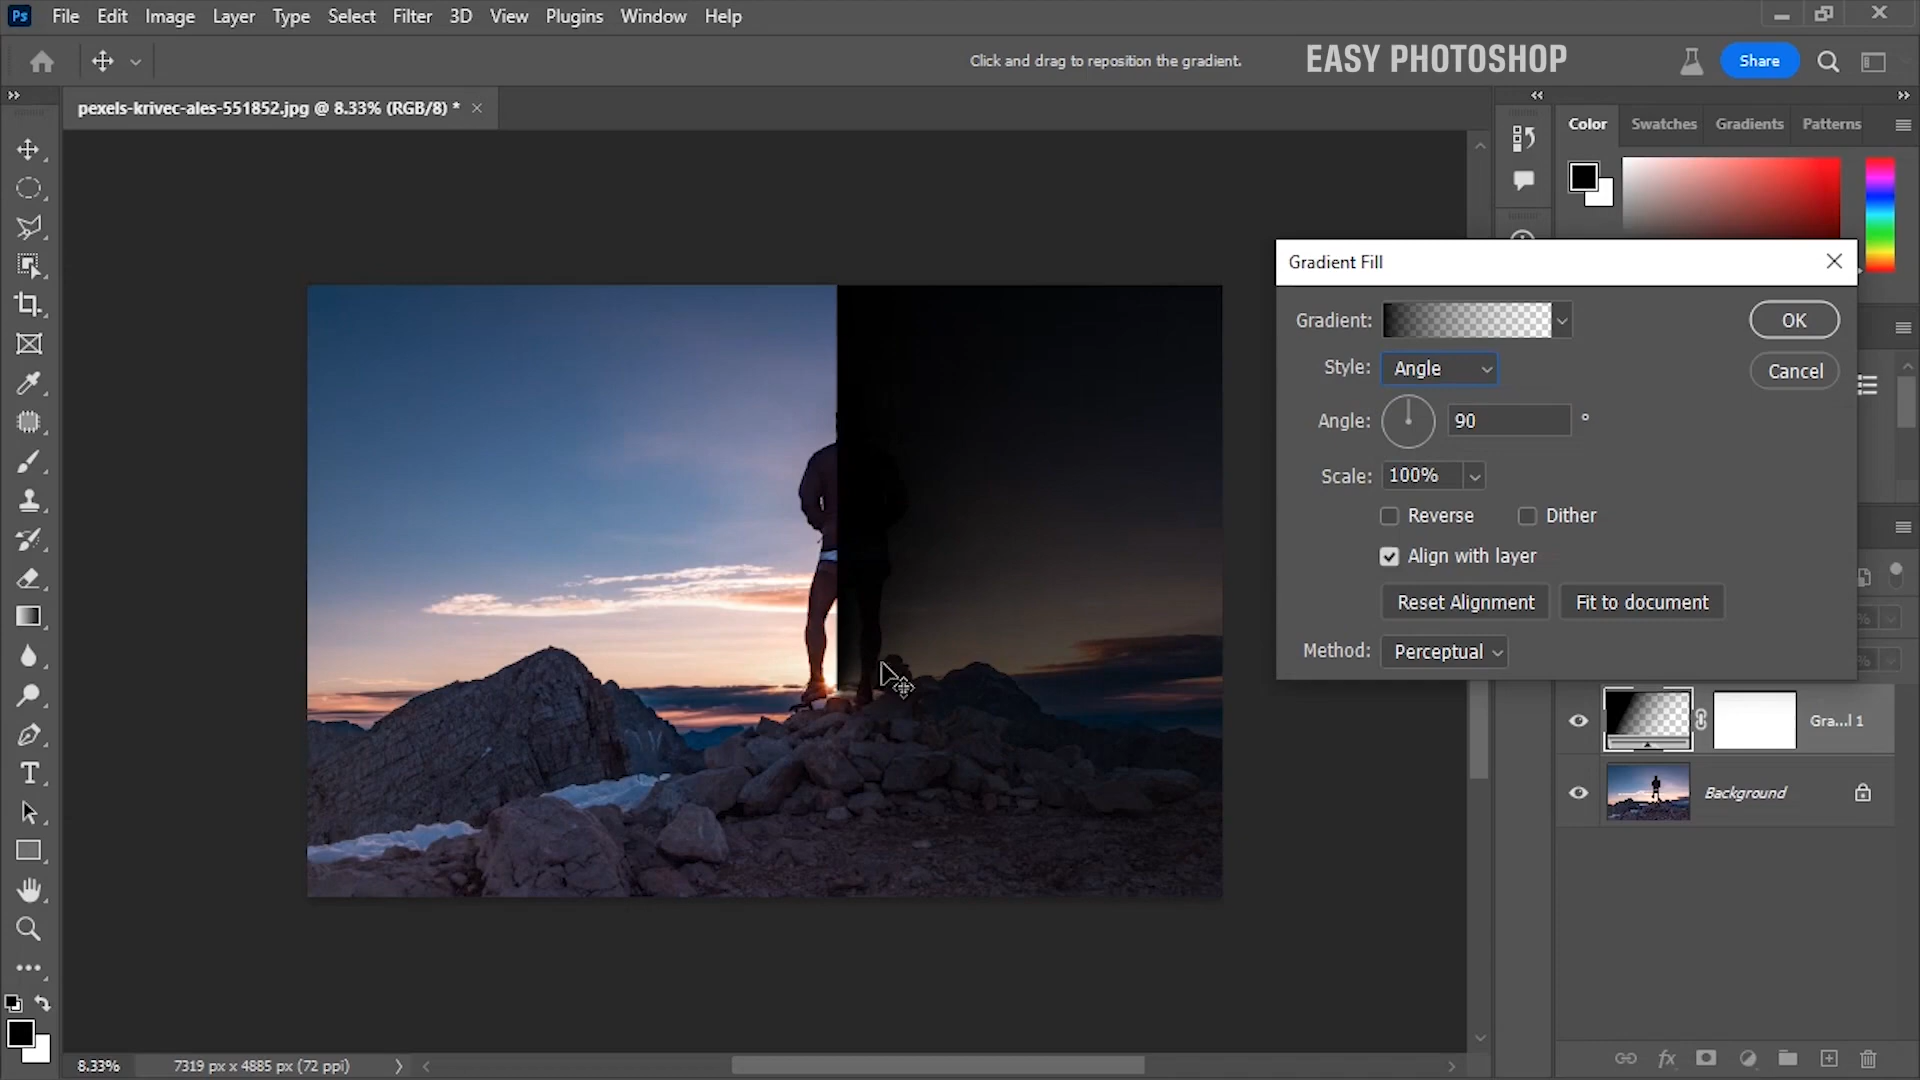 Ps File Edit Image Layer Type Select Filter 3D View Plugins Window Help
Click and drag to reposition the gradient. EASY PHOTOSHOP Share
pexels-krivec-ales-551852.jpg @ 8.33% (RGB/8) *
Color Swatches Gradients Patterns
Gradient Fill
Gradient: OK
Style: Angle Cancel
Angle: 90 °
Scale: 100%
Reverse Dither
Align with layer
Reset Alignment Fit to document
Method: Perceptual
Gra...l 1
Background
fx
8.33% 7319 px x 4885 px (72 ppi)